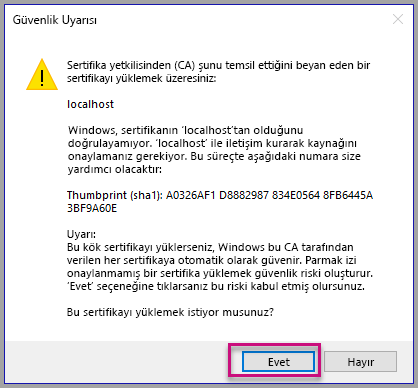 Güvenlik Uyarısı
Sertifika yetkilisinden (CA) şunu temsil ettiğini beyan eden bir
sertifikayı yüklemek üzeresiniz:
localhost
Windows, sertifikanın 'localhost'tan olduğunu
doğrulayamıyor. 'localhost' ile iletişim kurarak kaynağını
onaylamanız gerekiyor. Bu süreçte aşağıdaki numara size
yardımcı olacaktır:
Thumbprint (sha1): A0326AF1 D8882987 834E0564 8FB6445A
3BF9A60E
Uyarı:
Bu kök sertifikayı yüklerseniz, Windows bu CA tarafından
verilen her sertifikaya otomatik olarak güvenir. Parmak izi
onaylanmamış bir sertifika yüklemek güvenlik riski oluşturur.
'Evet' seçeneğine tıklarsanız bu riski kabul etmiş olursunuz.
Bu sertifikayı yüklemek istiyor musunuz?
Evet
Hayır